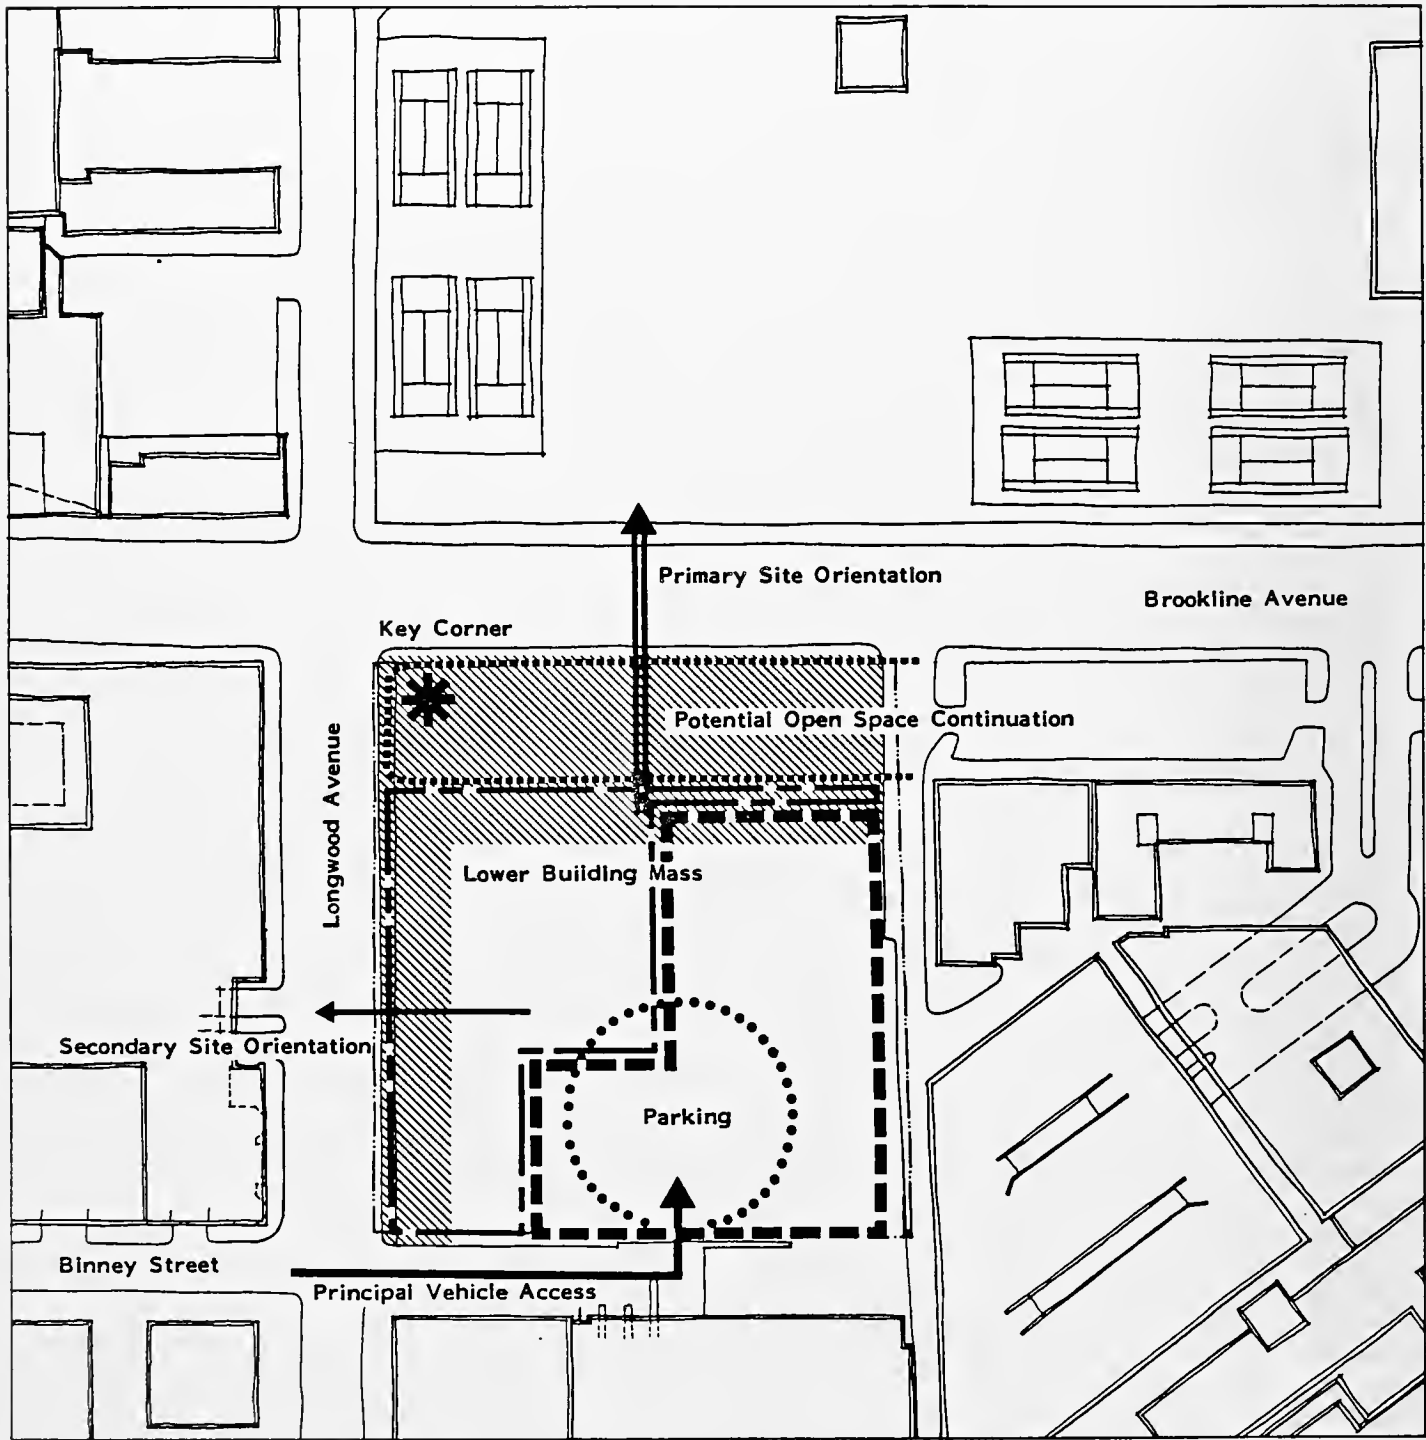 Primary Site Orientation
Brookline Avenue
Key Corner
Potential Open Space Continuation
Longwood Avenue
Lower Building Mass
Secondary Site Orientation
Parking
Binney Street
Principal Vehicle Access